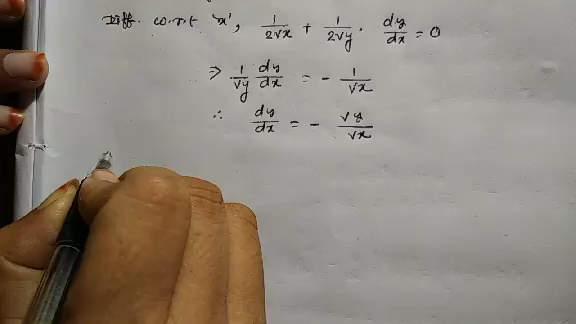 Diff. w.r.t. 'x', 1/2√x + 1/2√y · dy/dx = 0
⇒ 1/√y dy/dx = - 1/√x
∴ dy/dx = - √y/√x